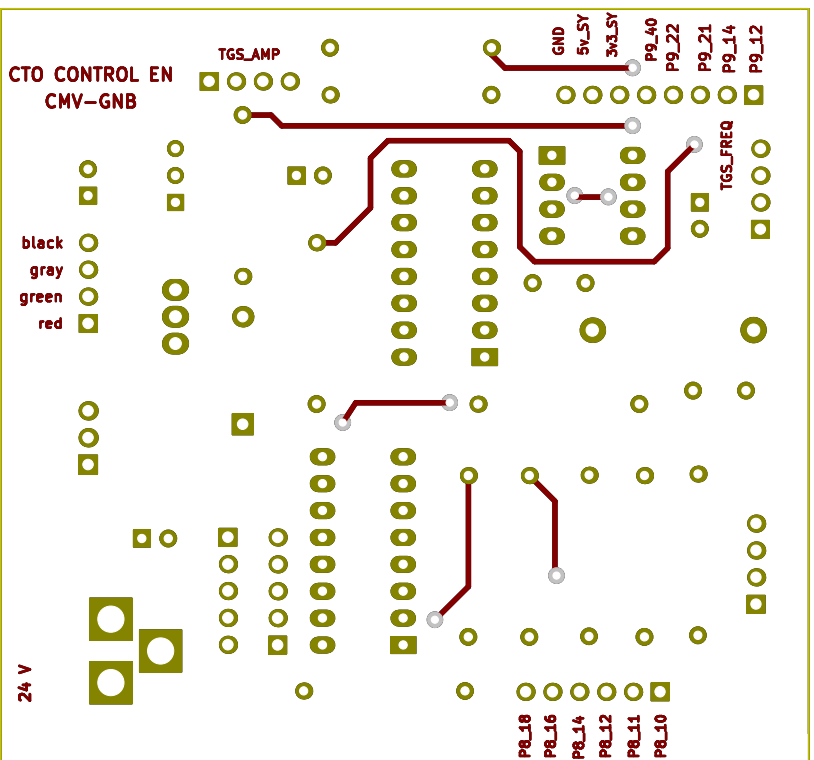 TGS_AMP
CTO CONTROL EN
CMV-GNB
GND
5v_SY
3v3_SY
P9_40
P9_22
P9_21
P9_14
P9_12
TGS_FREQ
black
gray
green
red
24 V
P8_18
P8_16
P8_14
P8_12
P8_11
P8_10